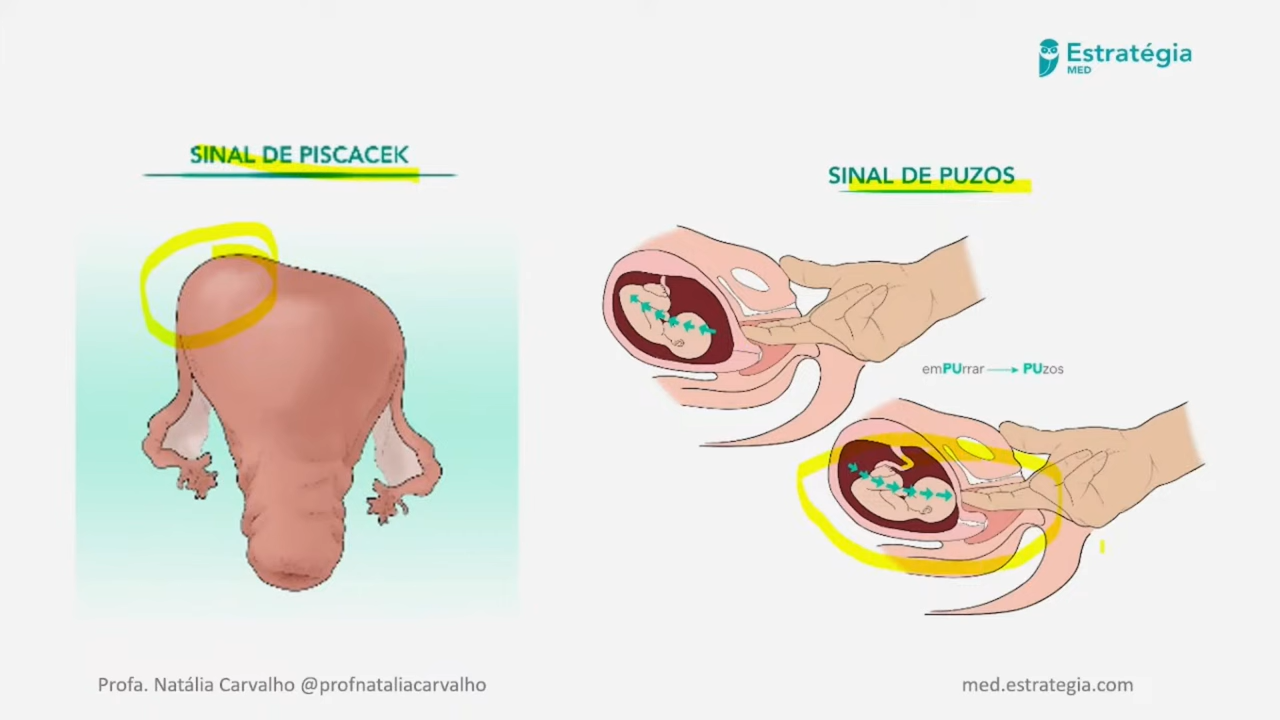 Estratégia
MED
SINAL DE PISCACEK
SINAL DE PUZOS
emPUrrar → PUzos
Profa. Natália Carvalho @profnataliacarvalho
med.estrategia.com